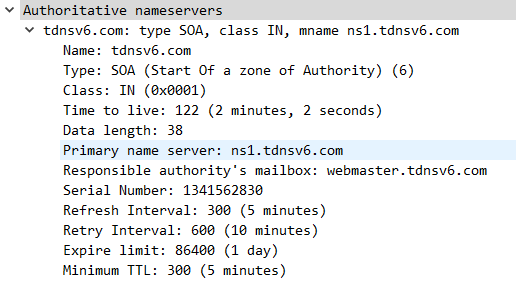 Authoritative nameservers
tdnsv6.com: type SOA, class IN, mname ns1.tdnsv6.com
Name: tdnsv6.com
Type: SOA (Start Of a zone of Authority) (6)
Class: IN (0x0001)
Time to live: 122 (2 minutes, 2 seconds)
Data length: 38
Primary name server: ns1.tdnsv6.com
Responsible authority's mailbox: webmaster.tdnsv6.com
Serial Number: 1341562830
Refresh Interval: 300 (5 minutes)
Retry Interval: 600 (10 minutes)
Expire limit: 86400 (1 day)
Minimum TTL: 300 (5 minutes)